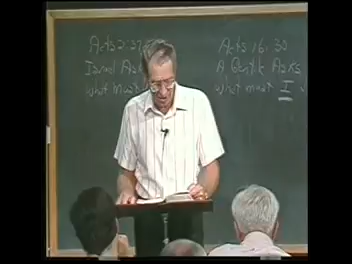 Acts 2:37
Israel Asks
what must
Acts 16:30
A Gentile Asks
what must I